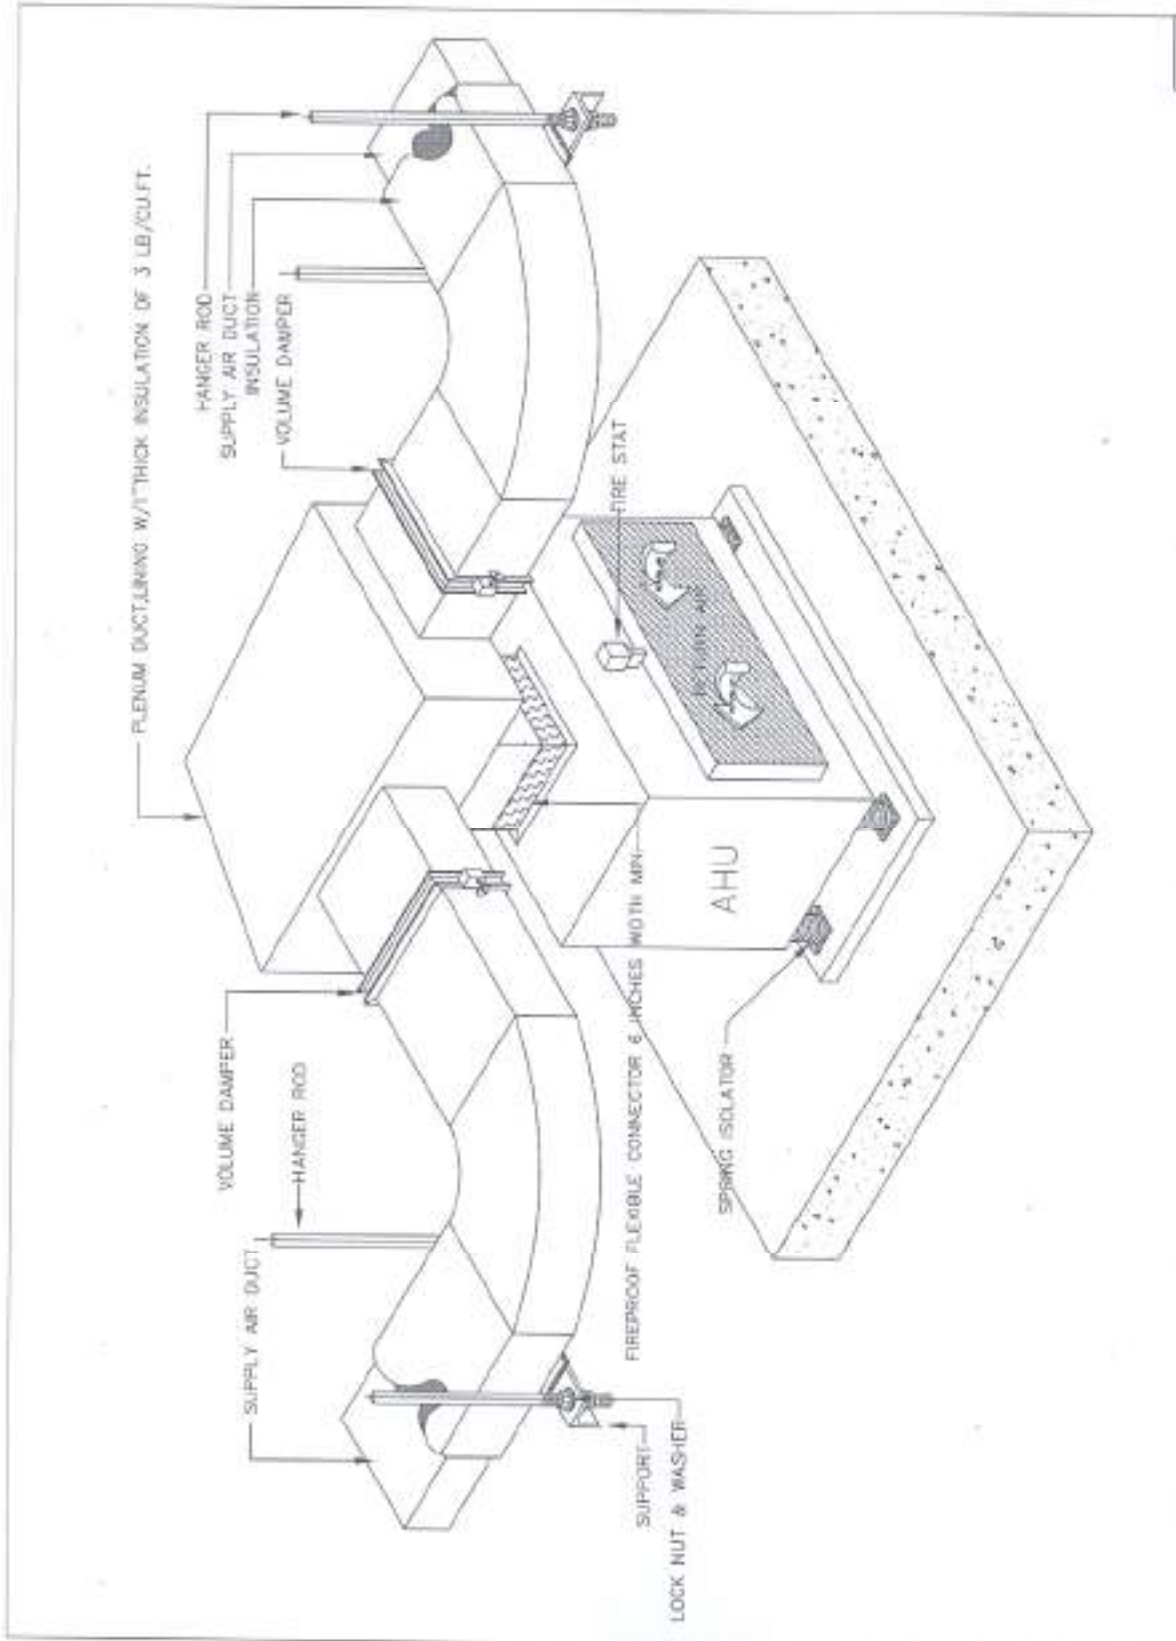 PLENUM DUCT,LINING W/1"THICK INSULATION OF 3 LB/CU.FT.
HANGER ROD
SUPPLY AIR DUCT
INSULATION
VOLUME DAMPER
VOLUME DAMPER
HANGER ROD
SUPPLY AIR DUCT
FIRE STAT
RETURN AIR
AHU
FIREPROOF FLEXIBLE CONNECTOR 6 INCHES WIDTH MIN
SPRING ISOLATOR
SUPPORT
LOCK NUT & WASHER